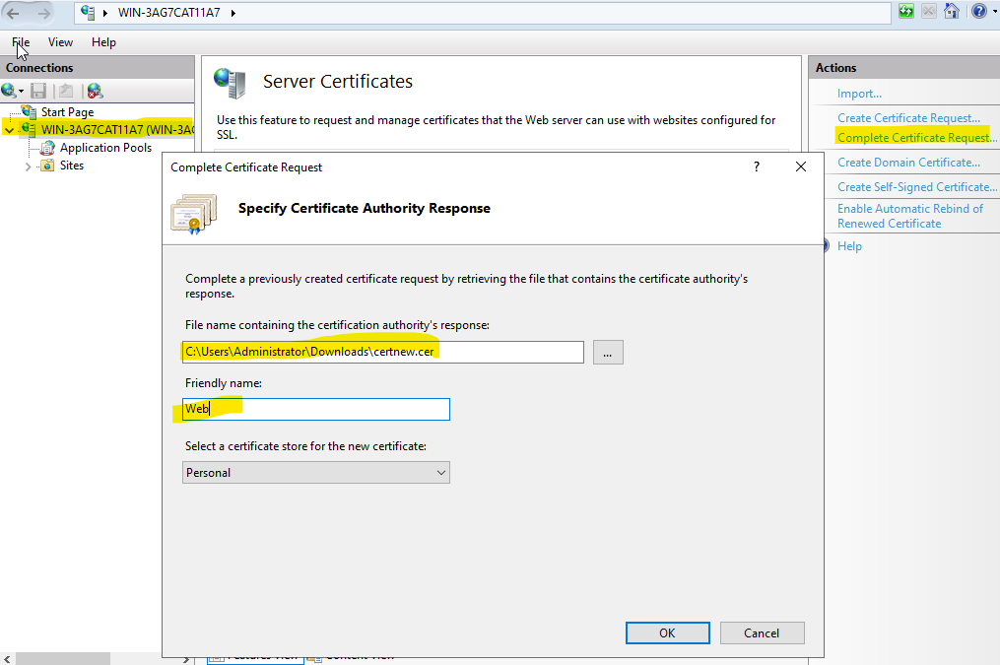 WIN-3AG7CAT11A7
File View Help
Connections
Start Page
WIN-3AG7CAT11A7 (WIN-3AG
Application Pools
Sites
Server Certificates
Use this feature to request and manage certificates that the Web server can use with websites configured for
SSL.
Complete Certificate Request
?
Specify Certificate Authority Response
Complete a previously created certificate request by retrieving the file that contains the certificate authority's
response.
File name containing the certification authority's response:
C:\Users\Administrator\Downloads\certnew.cer
...
Friendly name:
Web
Select a certificate store for the new certificate:
Personal
OK Cancel
Features View Content View
Actions
Import...
Create Certificate Request...
Complete Certificate Request...
Create Domain Certificate...
Create Self-Signed Certificate...
Enable Automatic Rebind of
Renewed Certificate
Help